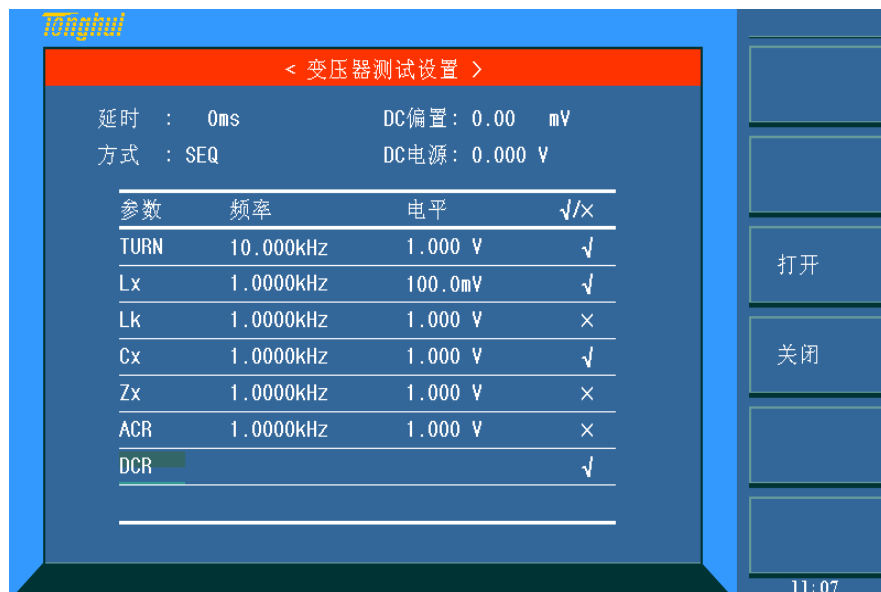 Tonghui
< 变压器测试设置 >
延时 : 0ms DC偏置: 0.00 mV
方式 : SEQ DC电源: 0.000 V
参数 频率 电平 √/×
TURN 10.000kHz 1.000 V √
Lx 1.0000kHz 100.0mV √
Lk 1.0000kHz 1.000 V ×
Cx 1.0000kHz 1.000 V √
Zx 1.0000kHz 1.000 V ×
ACR 1.0000kHz 1.000 V ×
DCR √
打开
关闭
11:07